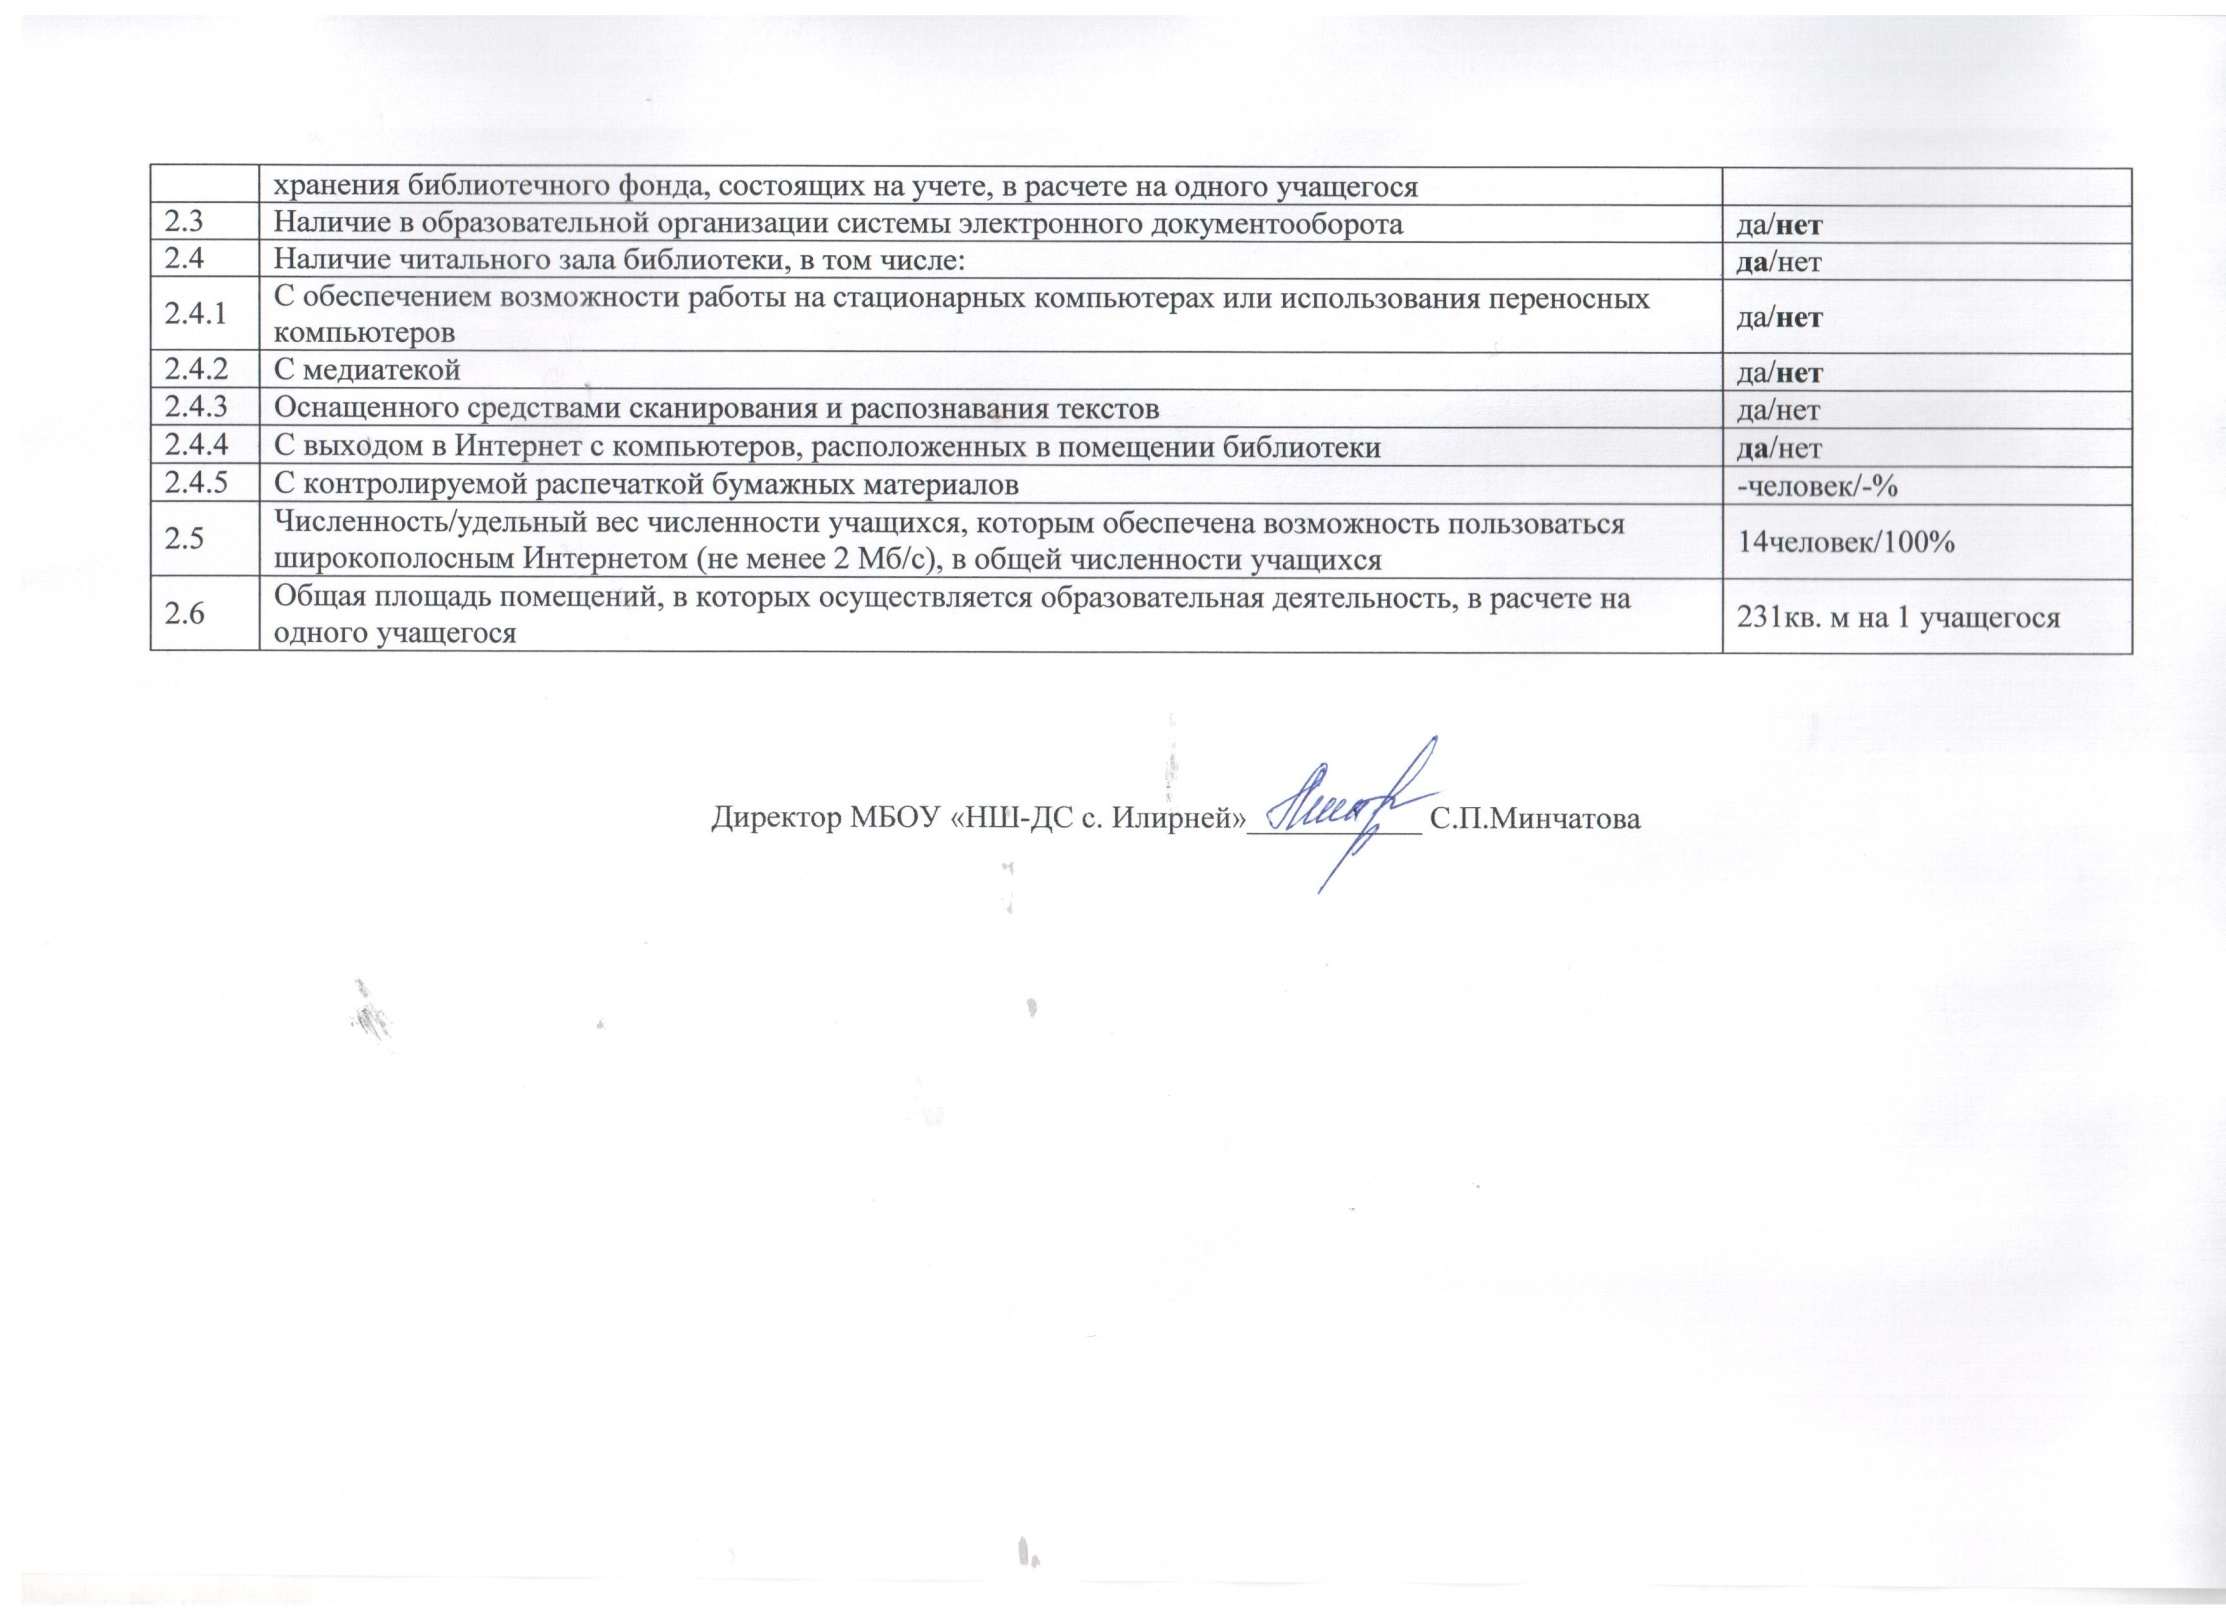 хранения библиотечного фонда, состоящих на учете, в расчете на одного учащегося
2.3 Наличие в образовательной организации системы электронного документооборота да/нет
2.4 Наличие читального зала библиотеки, в том числе: да/нет
2.4.1 С обеспечением возможности работы на стационарных компьютерах или использования переносных
компьютеров да/нет
2.4.2 С медиатекой да/нет
2.4.3 Оснащенного средствами сканирования и распознавания текстов да/нет
2.4.4 С выходом в Интернет с компьютеров, расположенных в помещении библиотеки да/нет
2.4.5 С контролируемой распечаткой бумажных материалов -человек/-%
2.5 Численность/удельный вес численности учащихся, которым обеспечена возможность пользоваться
широкополосным Интернетом (не менее 2 Мб/с), в общей численности учащихся 14человек/100%
2.6 Общая площадь помещений, в которых осуществляется образовательная деятельность, в расчете на
одного учащегося 231кв. м на 1 учащегося
Директор МБОУ «НШ-ДС с. Илирней»____________ С.П.Минчатова